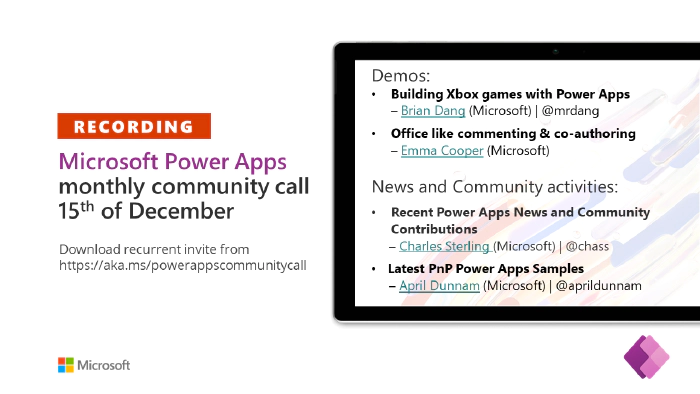 RECORDING
Microsoft Power Apps
monthly community call
15th of December
Download recurrent invite from
https://aka.ms/powerappscommunitycall
Microsoft
Demos:
• Building Xbox games with Power Apps
– Brian Dang (Microsoft) | @mrdang
• Office like commenting & co-authoring
– Emma Cooper (Microsoft)
News and Community activities:
• Recent Power Apps News and Community
Contributions
– Charles Sterling (Microsoft) | @chass
• Latest PnP Power Apps Samples
– April Dunnam (Microsoft) | @aprildunnam